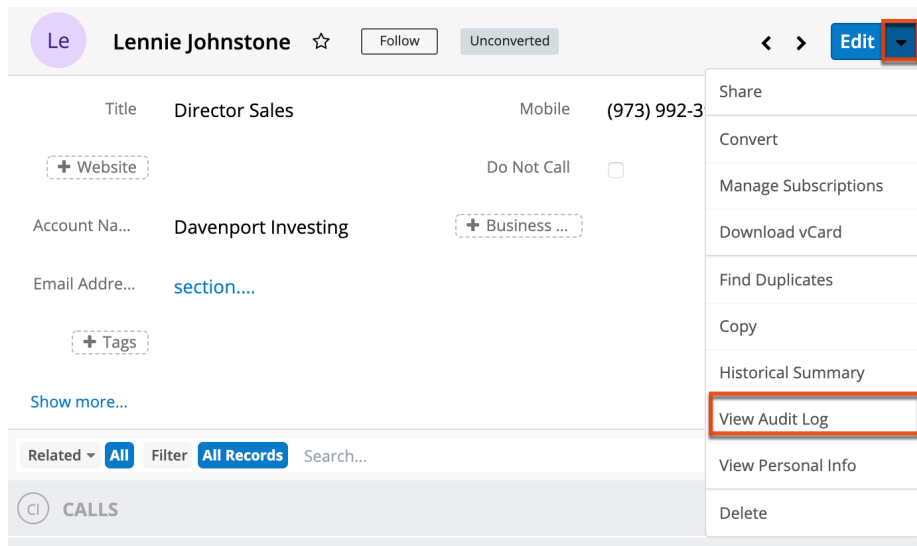 Le Lennie Johnstone Follow Unconverted Edit
Title Director Sales Mobile (973) 992-3
Share
Convert
+ Website Do Not Call
Manage Subscriptions
Account Na... Davenport Investing + Business ...
Download vCard
Email Addre... section....
Find Duplicates
Copy
+ Tags
Historical Summary
Show more...
View Audit Log
Related All Filter All Records Search...
View Personal Info
CI CALLS
Delete